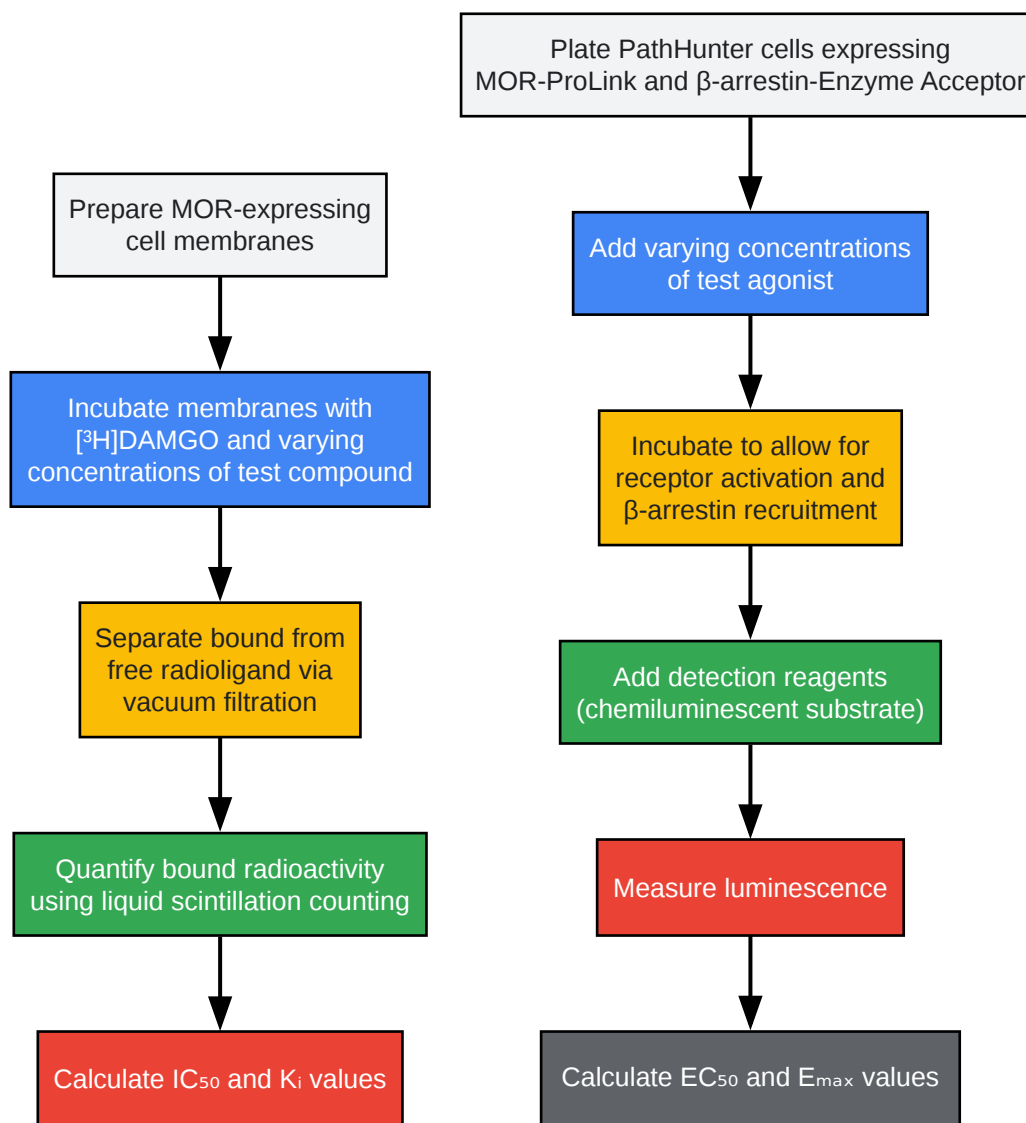 Prepare MOR-expressing
cell membranes
Incubate membranes with
[³H]DAMGO and varying
concentrations of test compound
Separate bound from
free radioligand via
vacuum filtration
Quantify bound radioactivity
using liquid scintillation counting
Calculate IC₅₀ and Kᵢ values
Plate PathHunter cells expressing
MOR-ProLink and β-arrestin-Enzyme Acceptor
Add varying concentrations
of test agonist
Incubate to allow for
receptor activation and
β-arrestin recruitment
Add detection reagents
(chemiluminescent substrate)
Measure luminescence
Calculate EC₅₀ and Eₘₐₓ values